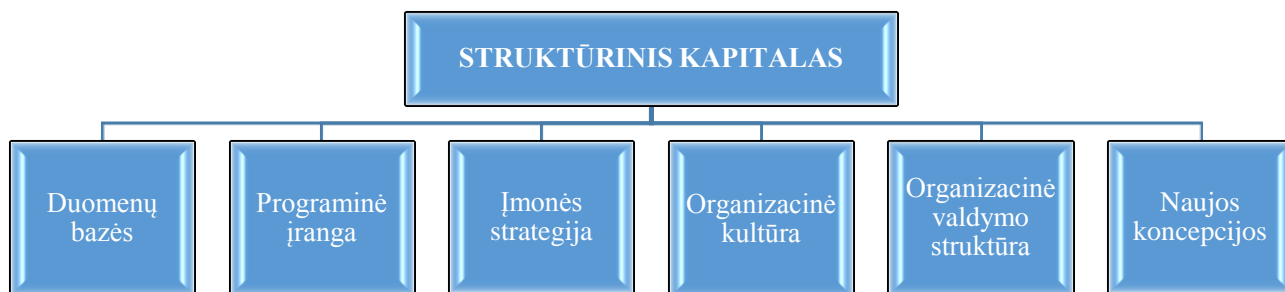 STRUKTŪRINIS KAPITALAS
Duomenų
bazės
Programinė
įranga
Įmonės
strategija
Organizacinė
kultūra
Organizacinė
valdymo
struktūra
Naujos
koncepcijos